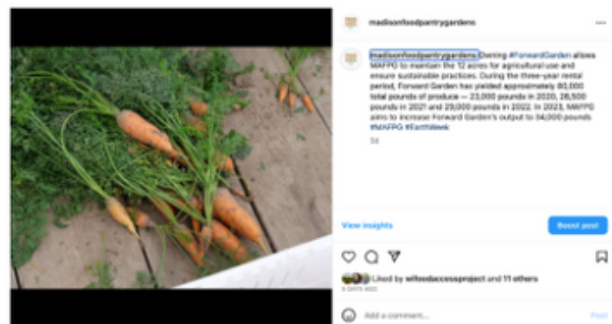 madisonfoodpantrygardens
madisonfoodpantrygardens Owning #ForwardGarden allows
MAFPG to maintain the 12 acres for agricultural use and
ensure sustainable practices. During the three-year rental
period, Forward Garden has yielded approximately 80,000
total pounds of produce — 23,000 pounds in 2020, 28,500
pounds in 2021 and 29,000 pounds in 2022. In 2023, MAFPG
aims to increase Forward Garden's output to 34,000 pounds
#MAFPG #EarthWeek
View insights
Boost post
Liked by wifoodaccessproject and 11 others
DAYS AGO
Add a comment...
Post